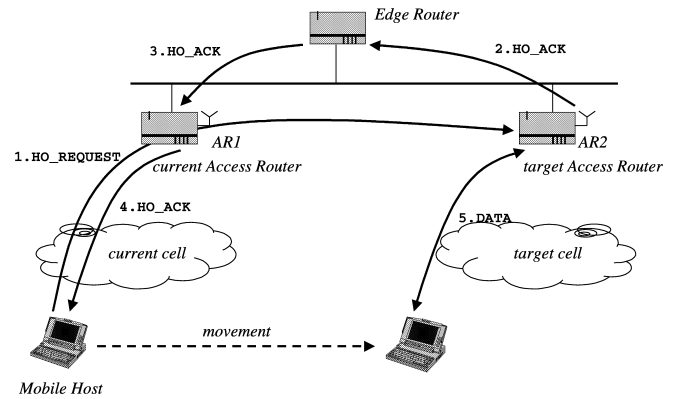 Edge Router
3.HO_ACK
2.HO_ACK
AR1
AR2
1.HO_REQUEST
current Access Router
target Access Router
4.HO_ACK
5.DATA
current cell
target cell
movement
Mobile Host